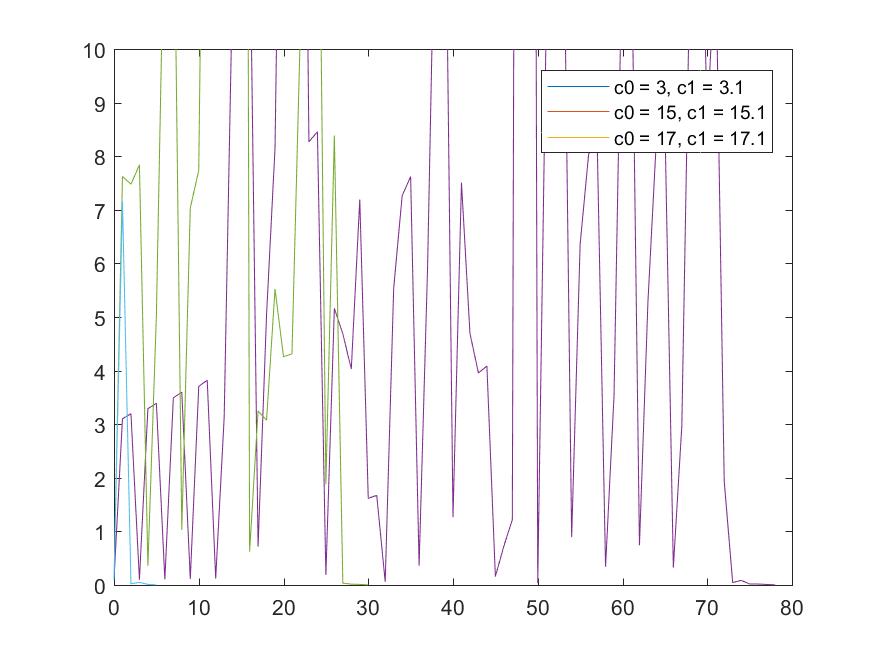 10
9
8
7
6
5
4
3
2
1
0
c0 = 3, c1 = 3.1
c0 = 15, c1 = 15.1
c0 = 17, c1 = 17.1
0 10 20 30 40 50 60 70 80